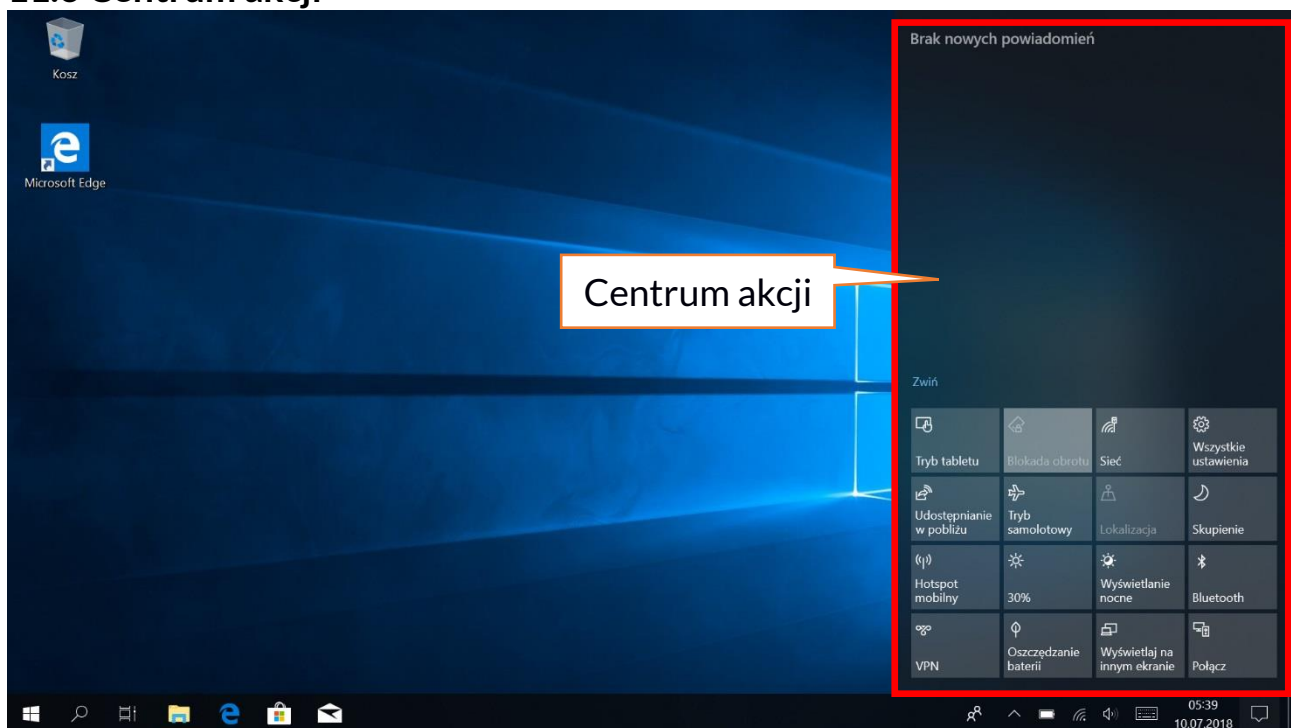 Kosz
Microsoft Edge
Centrum akcji
Brak nowych powiadomień
Zwiń
Tryb tabletu
Blokada obrotu
Sieć
Wszystkie
ustawienia
Udostępnianie
w pobliżu
Tryb
samolotowy
Lokalizacja
Skupienie
Hotspot
mobilny
30%
Wyświetlanie
nocne
Bluetooth
VPN
Oszczędzanie
baterii
Wyświetlaj na
innym ekranie
Połącz
05:39
10.07.2018